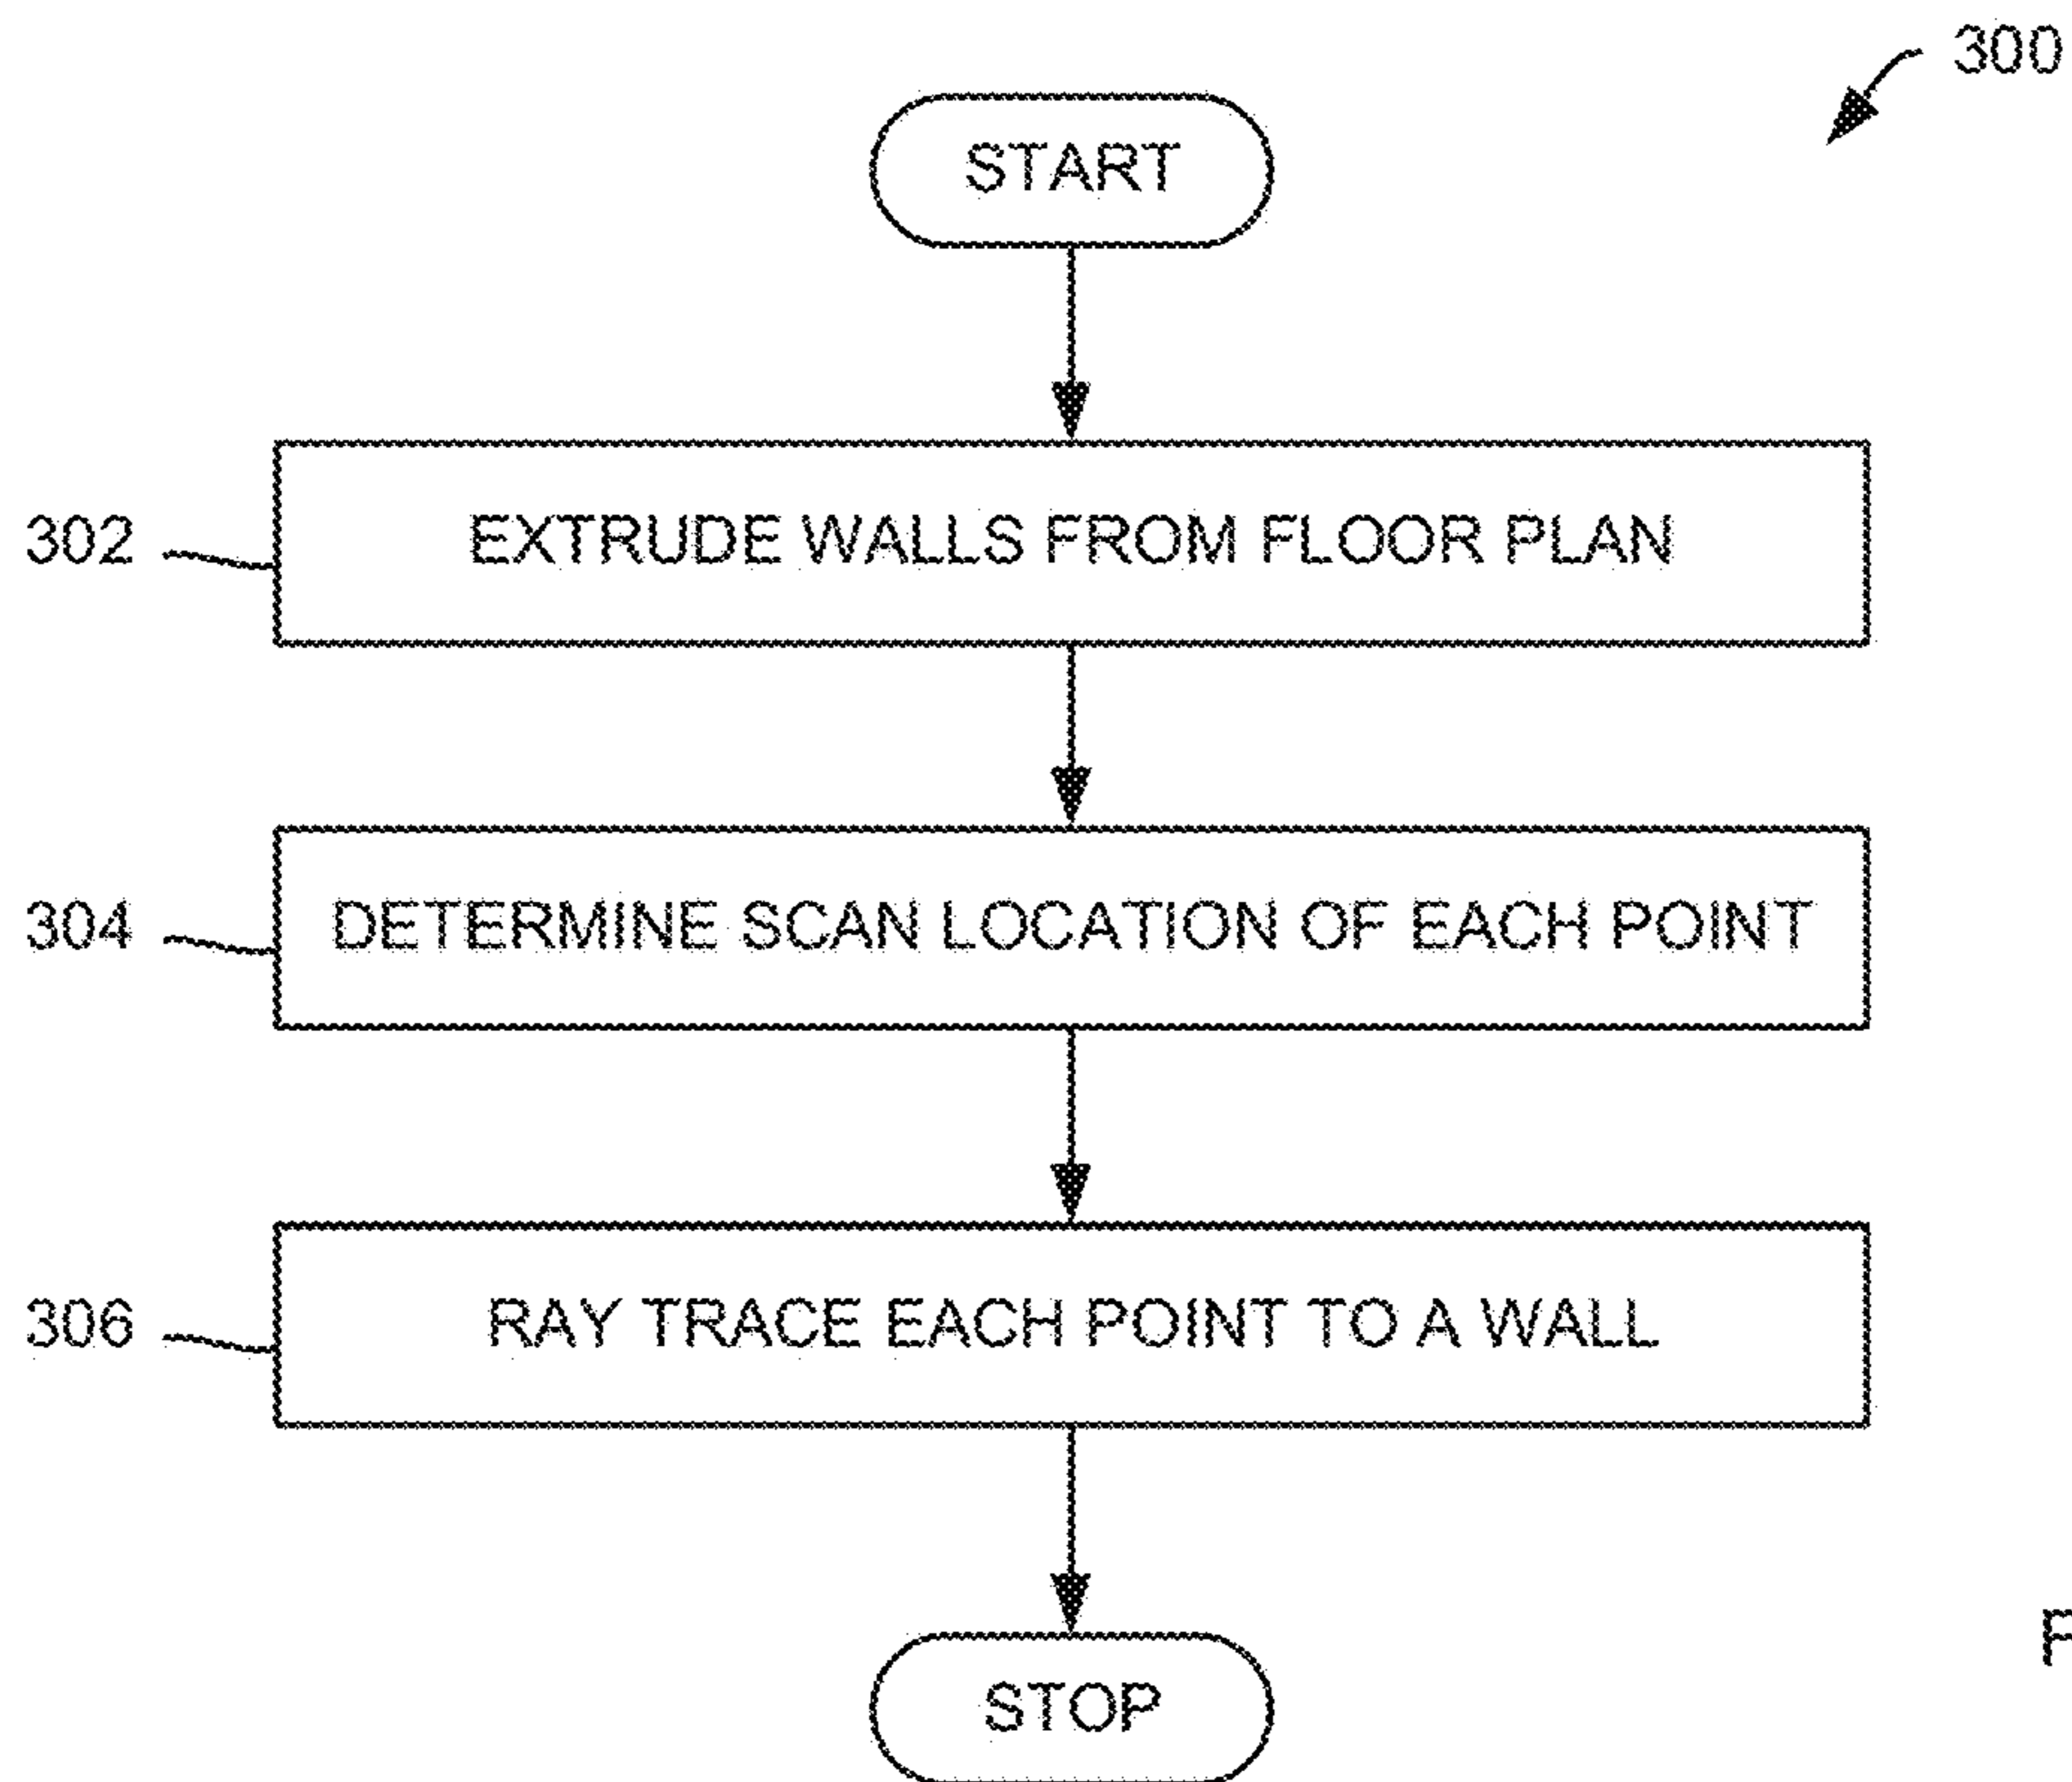 300
START
302 EXTRUDE WALLS FROM FLOOR PLAN
304 DETERMINE SCAN LOCATION OF EACH POINT
306 RAY TRACE EACH POINT TO A WALL
STOP